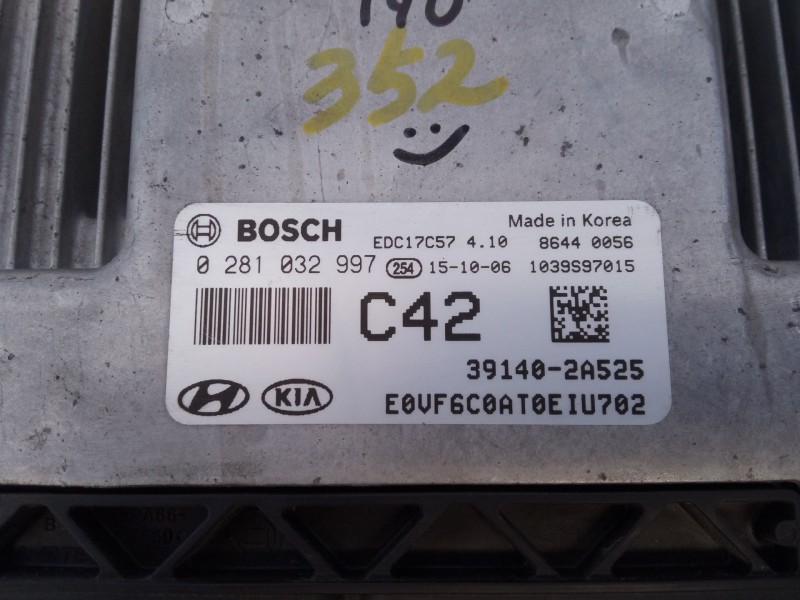 140
352
BOSCH
EDC17C57 4.10
Made in Korea
8644 0056
0 281 032 997 254 15-10-06 1039S97015
C42
39140-2A525
KIA
E0VF6C0AT0EIU702